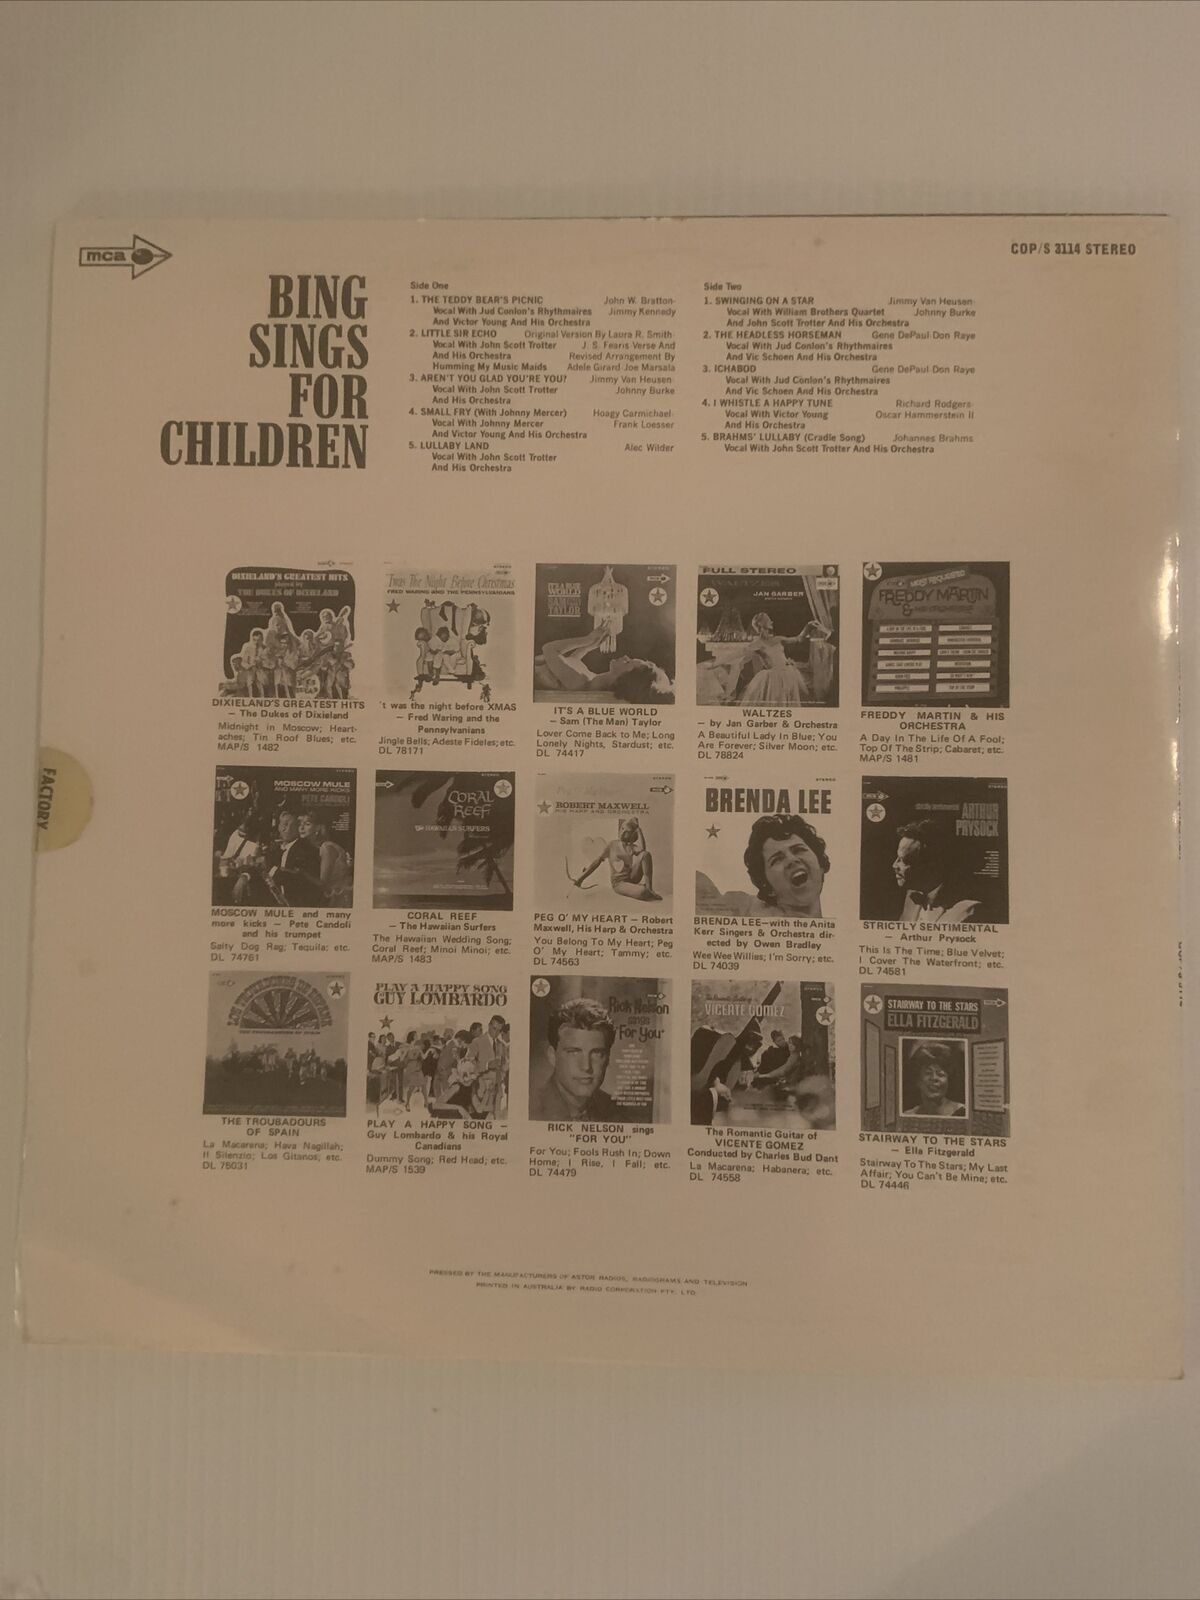 mca
COP/S 3114 STEREO
BING
SINGS
FOR
CHILDREN
Side One
1. THE TEDDY BEAR'S PICNIC John W. Bratton-
Vocal With Jud Conlon's Rhythmaires Jimmy Kennedy
And Victor Young And His Orchestra
2. LITTLE SIR ECHO Original Version By Laura R. Smith-
Vocal With John Scott Trotter J. S. Fearis Verse And
And His Orchestra Revised Arrangement By
Humming My Music Maids Adele Girard-Joe Marsala
3. AREN'T YOU GLAD YOU'RE YOU? Jimmy Van Heusen-
Vocal With John Scott Trotter Johnny Burke
And His Orchestra
4. SMALL FRY (With Johnny Mercer) Hoagy Carmichael-
Vocal With Johnny Mercer Frank Loesser
And Victor Young And His Orchestra
5. LULLABY LAND Alec Wilder
Vocal With John Scott Trotter
And His Orchestra
Side Two
1. SWINGING ON A STAR Jimmy Van Heusen-
Vocal With William Brothers Quartet Johnny Burke
And John Scott Trotter And His Orchestra
2. THE HEADLESS HORSEMAN Gene DePaul-Don Raye
Vocal With Jud Conlon's Rhythmaires
And Vic Schoen And His Orchestra
3. ICHABOD Gene DePaul-Don Raye
Vocal With Jud Conlon's Rhythmaires
And Vic Schoen And His Orchestra
4. I WHISTLE A HAPPY TUNE Richard Rodgers-
Vocal With Victor Young Oscar Hammerstein II
And His Orchestra
5. BRAHMS' LULLABY (Cradle Song) Johannes Brahms
Vocal With John Scott Trotter And His Orchestra
DIXIELAND'S GREATEST HITS
THE DUKES OF DIXIELAND
DIXIELAND'S GREATEST HITS
— The Dukes of Dixieland
Midnight in Moscow; Heart-
aches; Tin Roof Blues; etc.
MAP/S 1482
'Twas The Night Before Christmas
FRED WARING AND THE PENNSYLVANIANS
't was the night before XMAS
— Fred Waring and the
Pennsylvanians
Jingle Bells; Adeste Fideles; etc.
DL 78171
IT'S A BLUE
WORLD
TAYLOR
IT'S A BLUE WORLD
— Sam (The Man) Taylor
Lover Come Back to Me; Long
Lonely Nights, Stardust; etc.
DL 74417
FULL STEREO
WALTZES
JAN GARBER
WALTZES
— by Jan Garber & Orchestra
A Beautiful Lady In Blue; You
Are Forever; Silver Moon; etc.
DL 78824
MOST REQUESTED
FREDDY MARTIN
FREDDY MARTIN & HIS
ORCHESTRA
A Day In The Life Of A Fool;
Top Of The Strip; Cabaret; etc.
MAP/S 1481
FACTORY
MOSCOW MULE
AND MANY MORE KICKS
PETE CANDOLI
MOSCOW MULE and many
more kicks — Pete Candoli
and his trumpet
Salty Dog Rag; Tequila; etc.
DL 74761
CORAL
REEF
THE HAWAIIAN SURFERS
CORAL REEF
— The Hawaiian Surfers
The Hawaiian Wedding Song;
Coral Reef; Minoi Minoi; etc.
MAP/S 1483
Peg O' My Heart
ROBERT MAXWELL
HIS HARP AND ORCHESTRA
PEG O' MY HEART — Robert
Maxwell, His Harp & Orchestra
You Belong To My Heart; Peg
O' My Heart; Tammy; etc.
DL 74563
BRENDA LEE
BRENDA LEE—with the Anita
Kerr Singers & Orchestra dir-
ected by Owen Bradley
Wee Wee Willies; I'm Sorry; etc.
DL 74039
strictly sentimental
ARTHUR
PRYSOCK
STRICTLY SENTIMENTAL
— Arthur Prysock
This Is The Time; Blue Velvet;
I Cover The Waterfront; etc.
DL 74581
THE TROUBADOURS
OF SPAIN
La Macarena; Hava Nagillah;
Il Silenzio; Los Gitanos; etc.
DL 75031
PLAY A HAPPY SONG
GUY LOMBARDO
PLAY A HAPPY SONG —
Guy Lombardo & his Royal
Canadians
Dummy Song; Red Head; etc.
MAP/S 1539
Rick Nelson
sings
"For You"
RICK NELSON sings
"FOR YOU"
For You; Fools Rush In; Down
Home; I Rise, I Fall; etc.
DL 74479
VICENTE GOMEZ
The Romantic Guitar of
VICENTE GOMEZ
Conducted by Charles Bud Dant
La Macarena; Habanera; etc.
DL 74558
STAIRWAY TO THE STARS
ELLA FITZGERALD
STAIRWAY TO THE STARS
— Ella Fitzgerald
Stairway To The Stars; My Last
Affair; You Can't Be Mine; etc.
DL 74446
PRESSED BY THE MANUFACTURERS OF ASTOR RADIOS, RADIOGRAMS AND TELEVISION
PRINTED IN AUSTRALIA BY RADIO CORPORATION PTY. LTD.